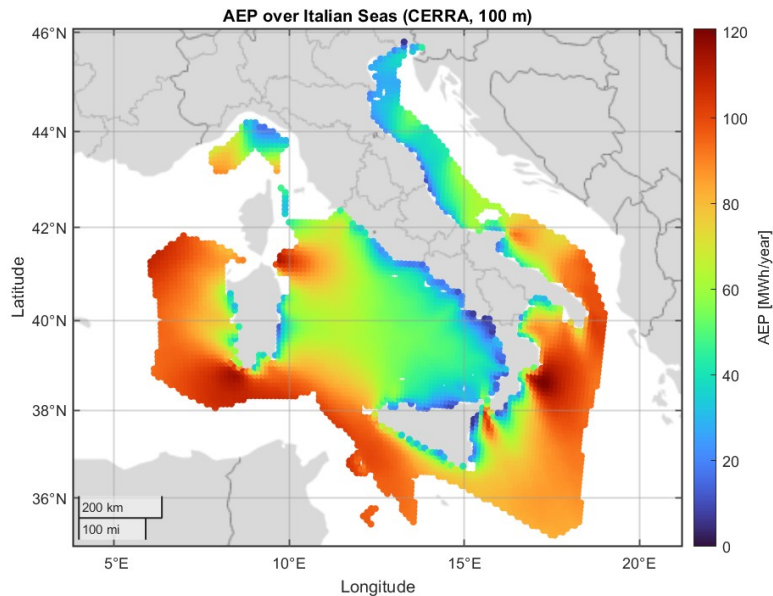 AEP over Italian Seas (CERRA, 100 m)
46°N
44°N
42°N
40°N
38°N
36°N
Latitude
200 km
100 mi
5°E
10°E
15°E
20°E
Longitude
120
100
80
60
40
20
0
AEP [MWh/year]